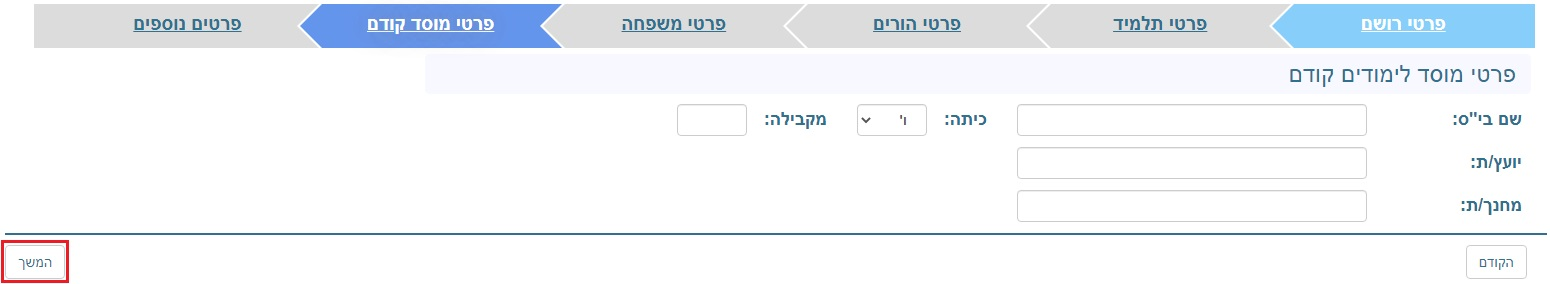 פרטי רושם פרטי תלמיד פרטי הורים פרטי משפחה פרטי מוסד קודם פרטים נוספים
פרטי מוסד לימודים קודם
שם בי"ס: כיתה: ו' מקבילה:
יועץ/ת:
מחנך/ת:
הקודם המשך